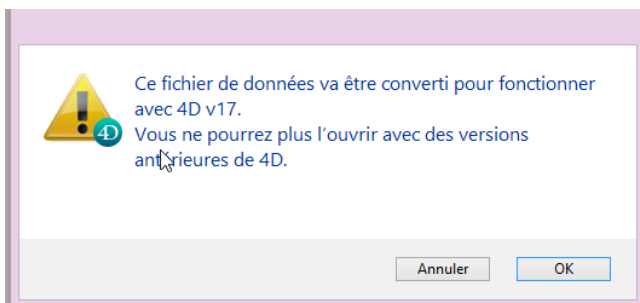 Ce fichier de données va être converti pour fonctionner
avec 4D v17.
Vous ne pourrez plus l'ouvrir avec des versions
antérieures de 4D.
4D
Annuler
OK